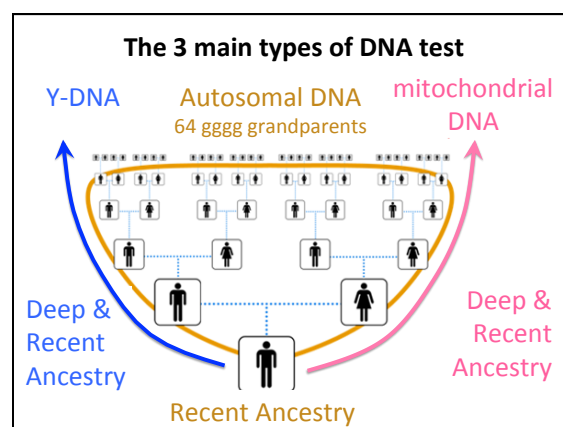 The 3 main types of DNA test
Y-DNA
Autosomal DNA
64 gggg grandparents
mitochondrial
DNA
Deep &
Recent
Ancestry
Deep &
Recent
Ancestry
Recent Ancestry